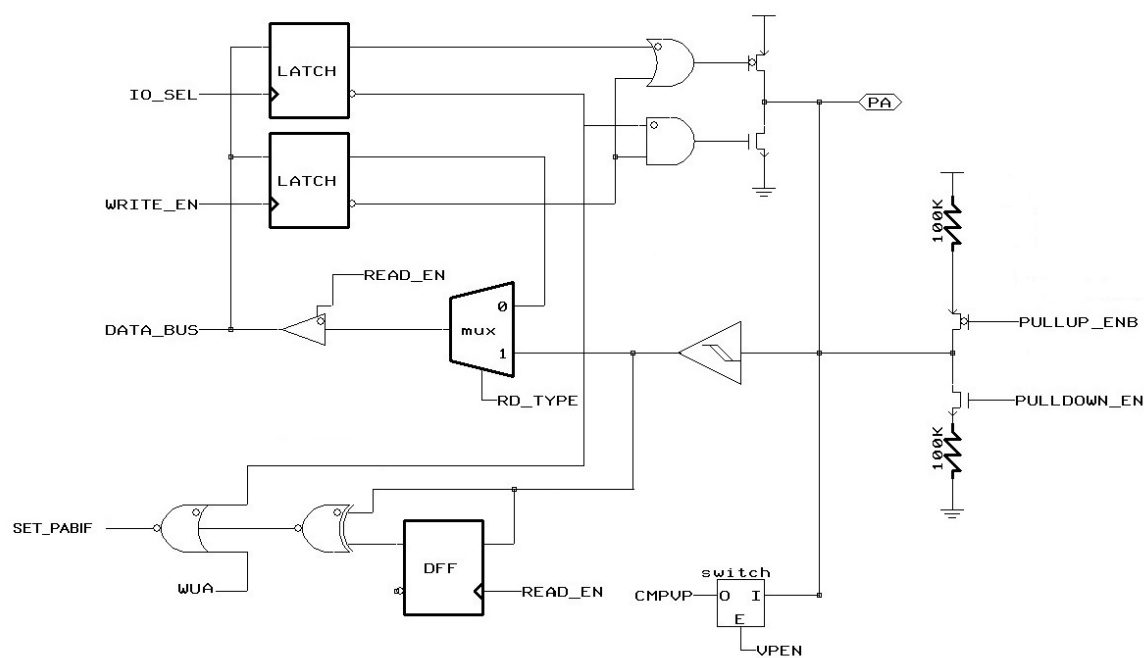 LATCH
IO_SEL
PA
LATCH
WRITE_EN
100K
READ_EN
0
DATA_BUS
mux
PULLUP_ENB
1
RD_TYPE
PULLDOWN_EN
100K
SET_PABIF
DFF
switch
WUA
READ_EN
CMPVP
O I
E
VPEN